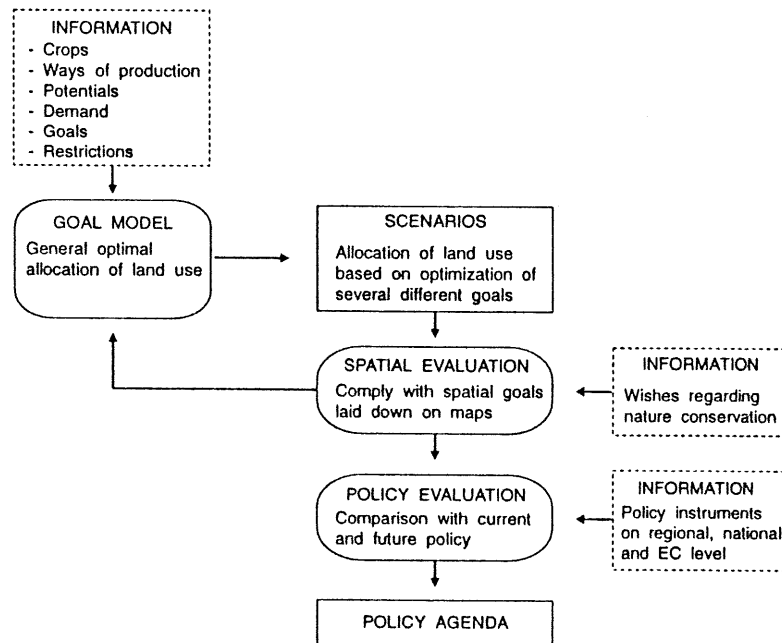 INFORMATION
- Crops
- Ways of production
- Potentials
- Demand
- Goals
- Restrictions
GOAL MODEL
General optimal
allocation of land use
SCENARIOS
Allocation of land use
based on optimization of
several different goals
SPATIAL EVALUATION
Comply with spatial goals
laid down on maps
INFORMATION
Wishes regarding
nature conservation
POLICY EVALUATION
Comparison with current
and future policy
INFORMATION
Policy instruments
on regional, national
and EC level
POLICY AGENDA